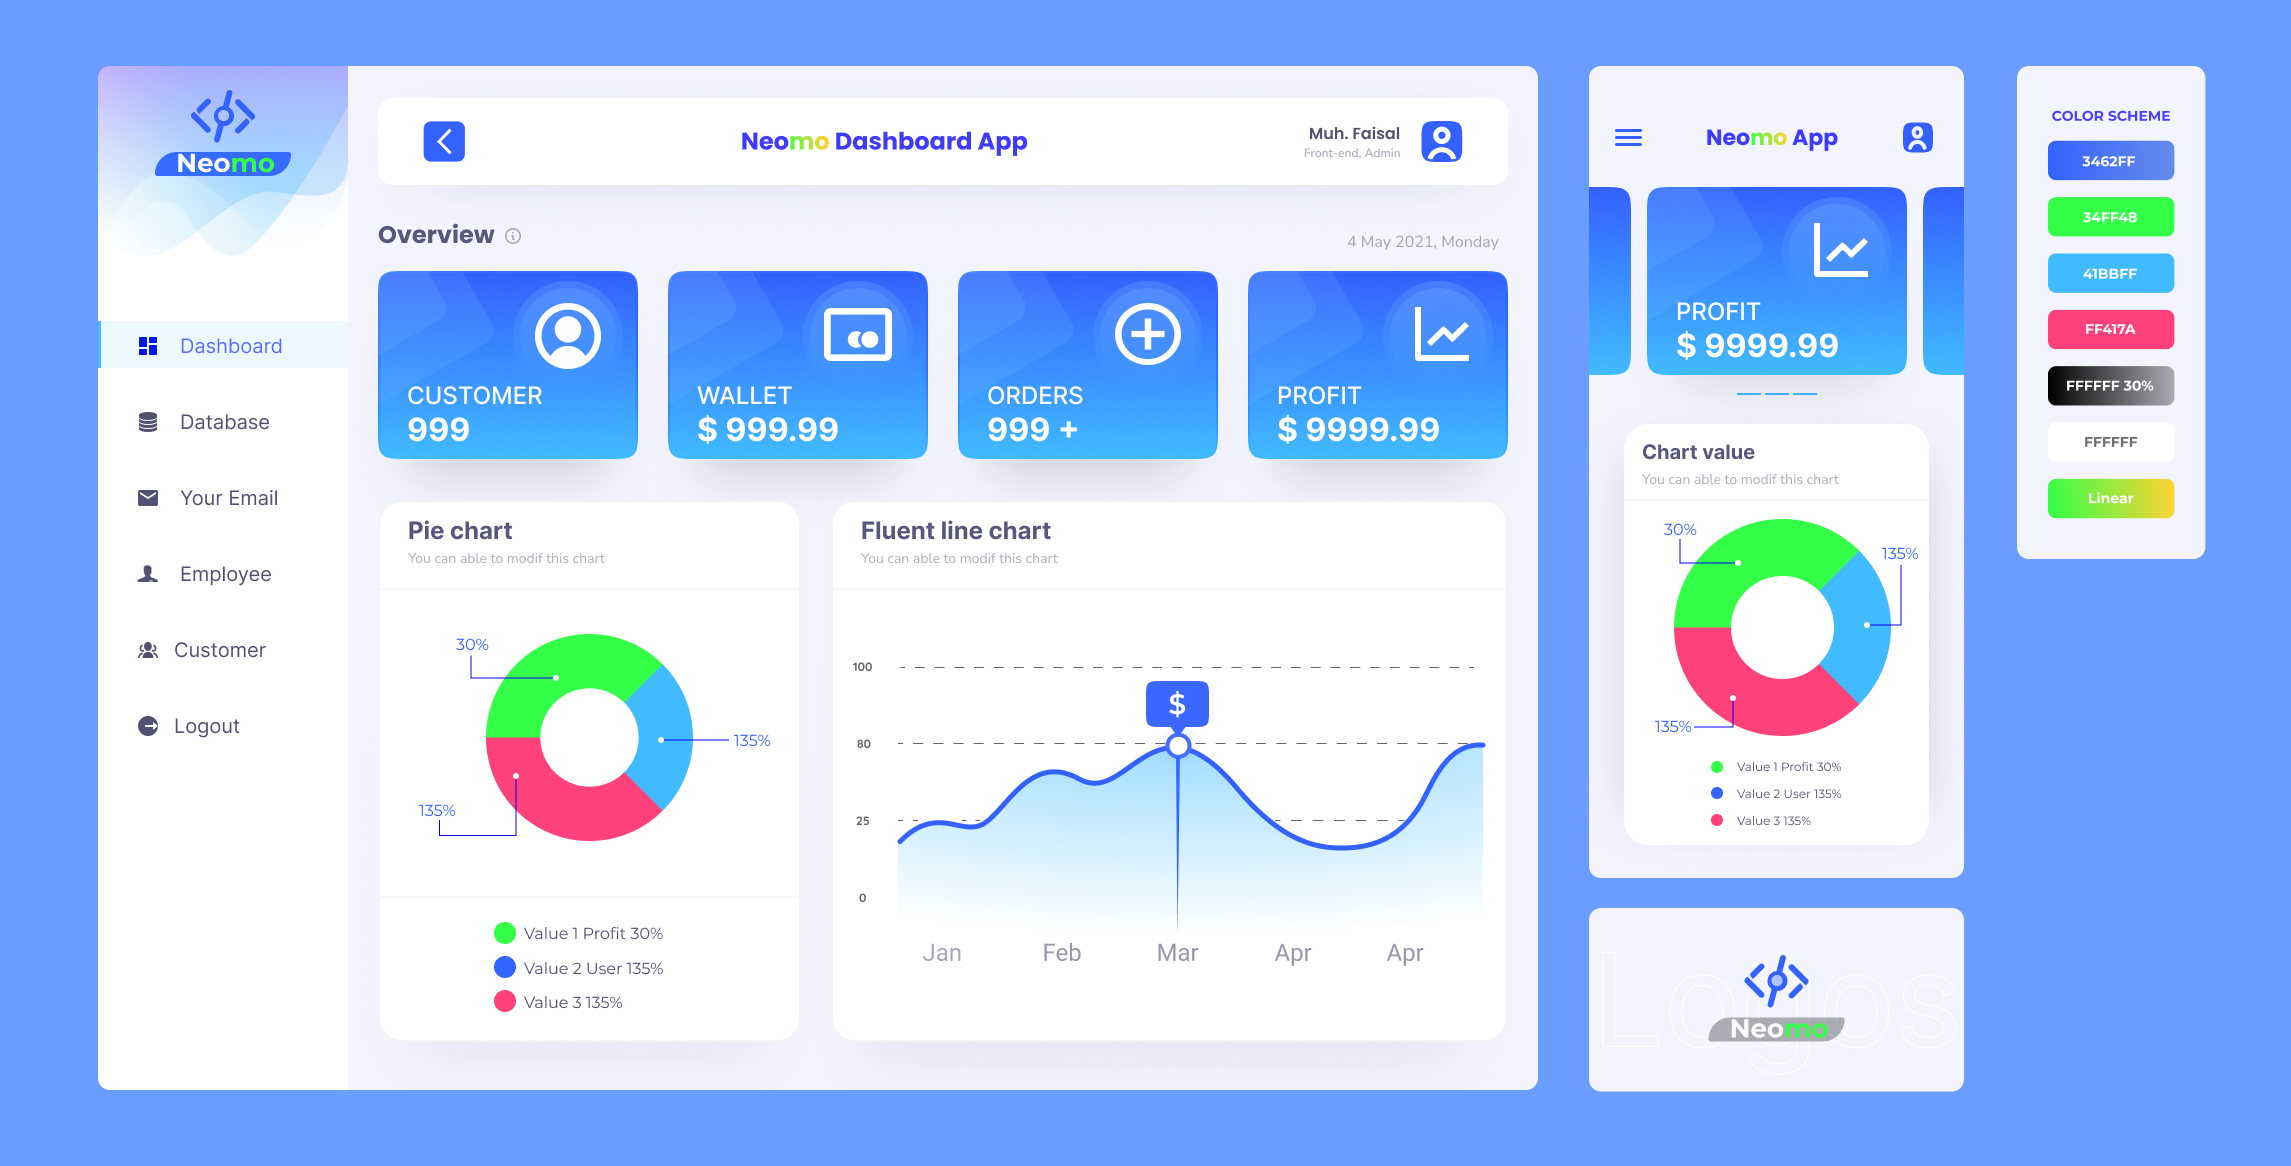 Neomo
Dashboard
Database
Your Email
Employee
Customer
Logout
Neomo Dashboard App
Muh. Faisal
Front-end, Admin
Overview
4 May 2021, Monday
CUSTOMER
999
WALLET
$ 999.99
ORDERS
999 +
PROFIT
$ 9999.99
Pie chart
You can able to modif this chart
30%
135%
135%
Value 1 Profit 30%
Value 2 User 135%
Value 3 135%
Fluent line chart
You can able to modif this chart
100
$
80
25
0
Jan Feb Mar Apr Apr
Neomo App
PROFIT
$ 9999.99
Chart value
You can able to modif this chart
30%
135%
135%
Value 1 Profit 30%
Value 2 User 135%
Value 3 135%
Logos
Neomo
COLOR SCHEME
3462FF
34FF48
41BBFF
FF417A
FFFFFF 30%
FFFFFF
Linear